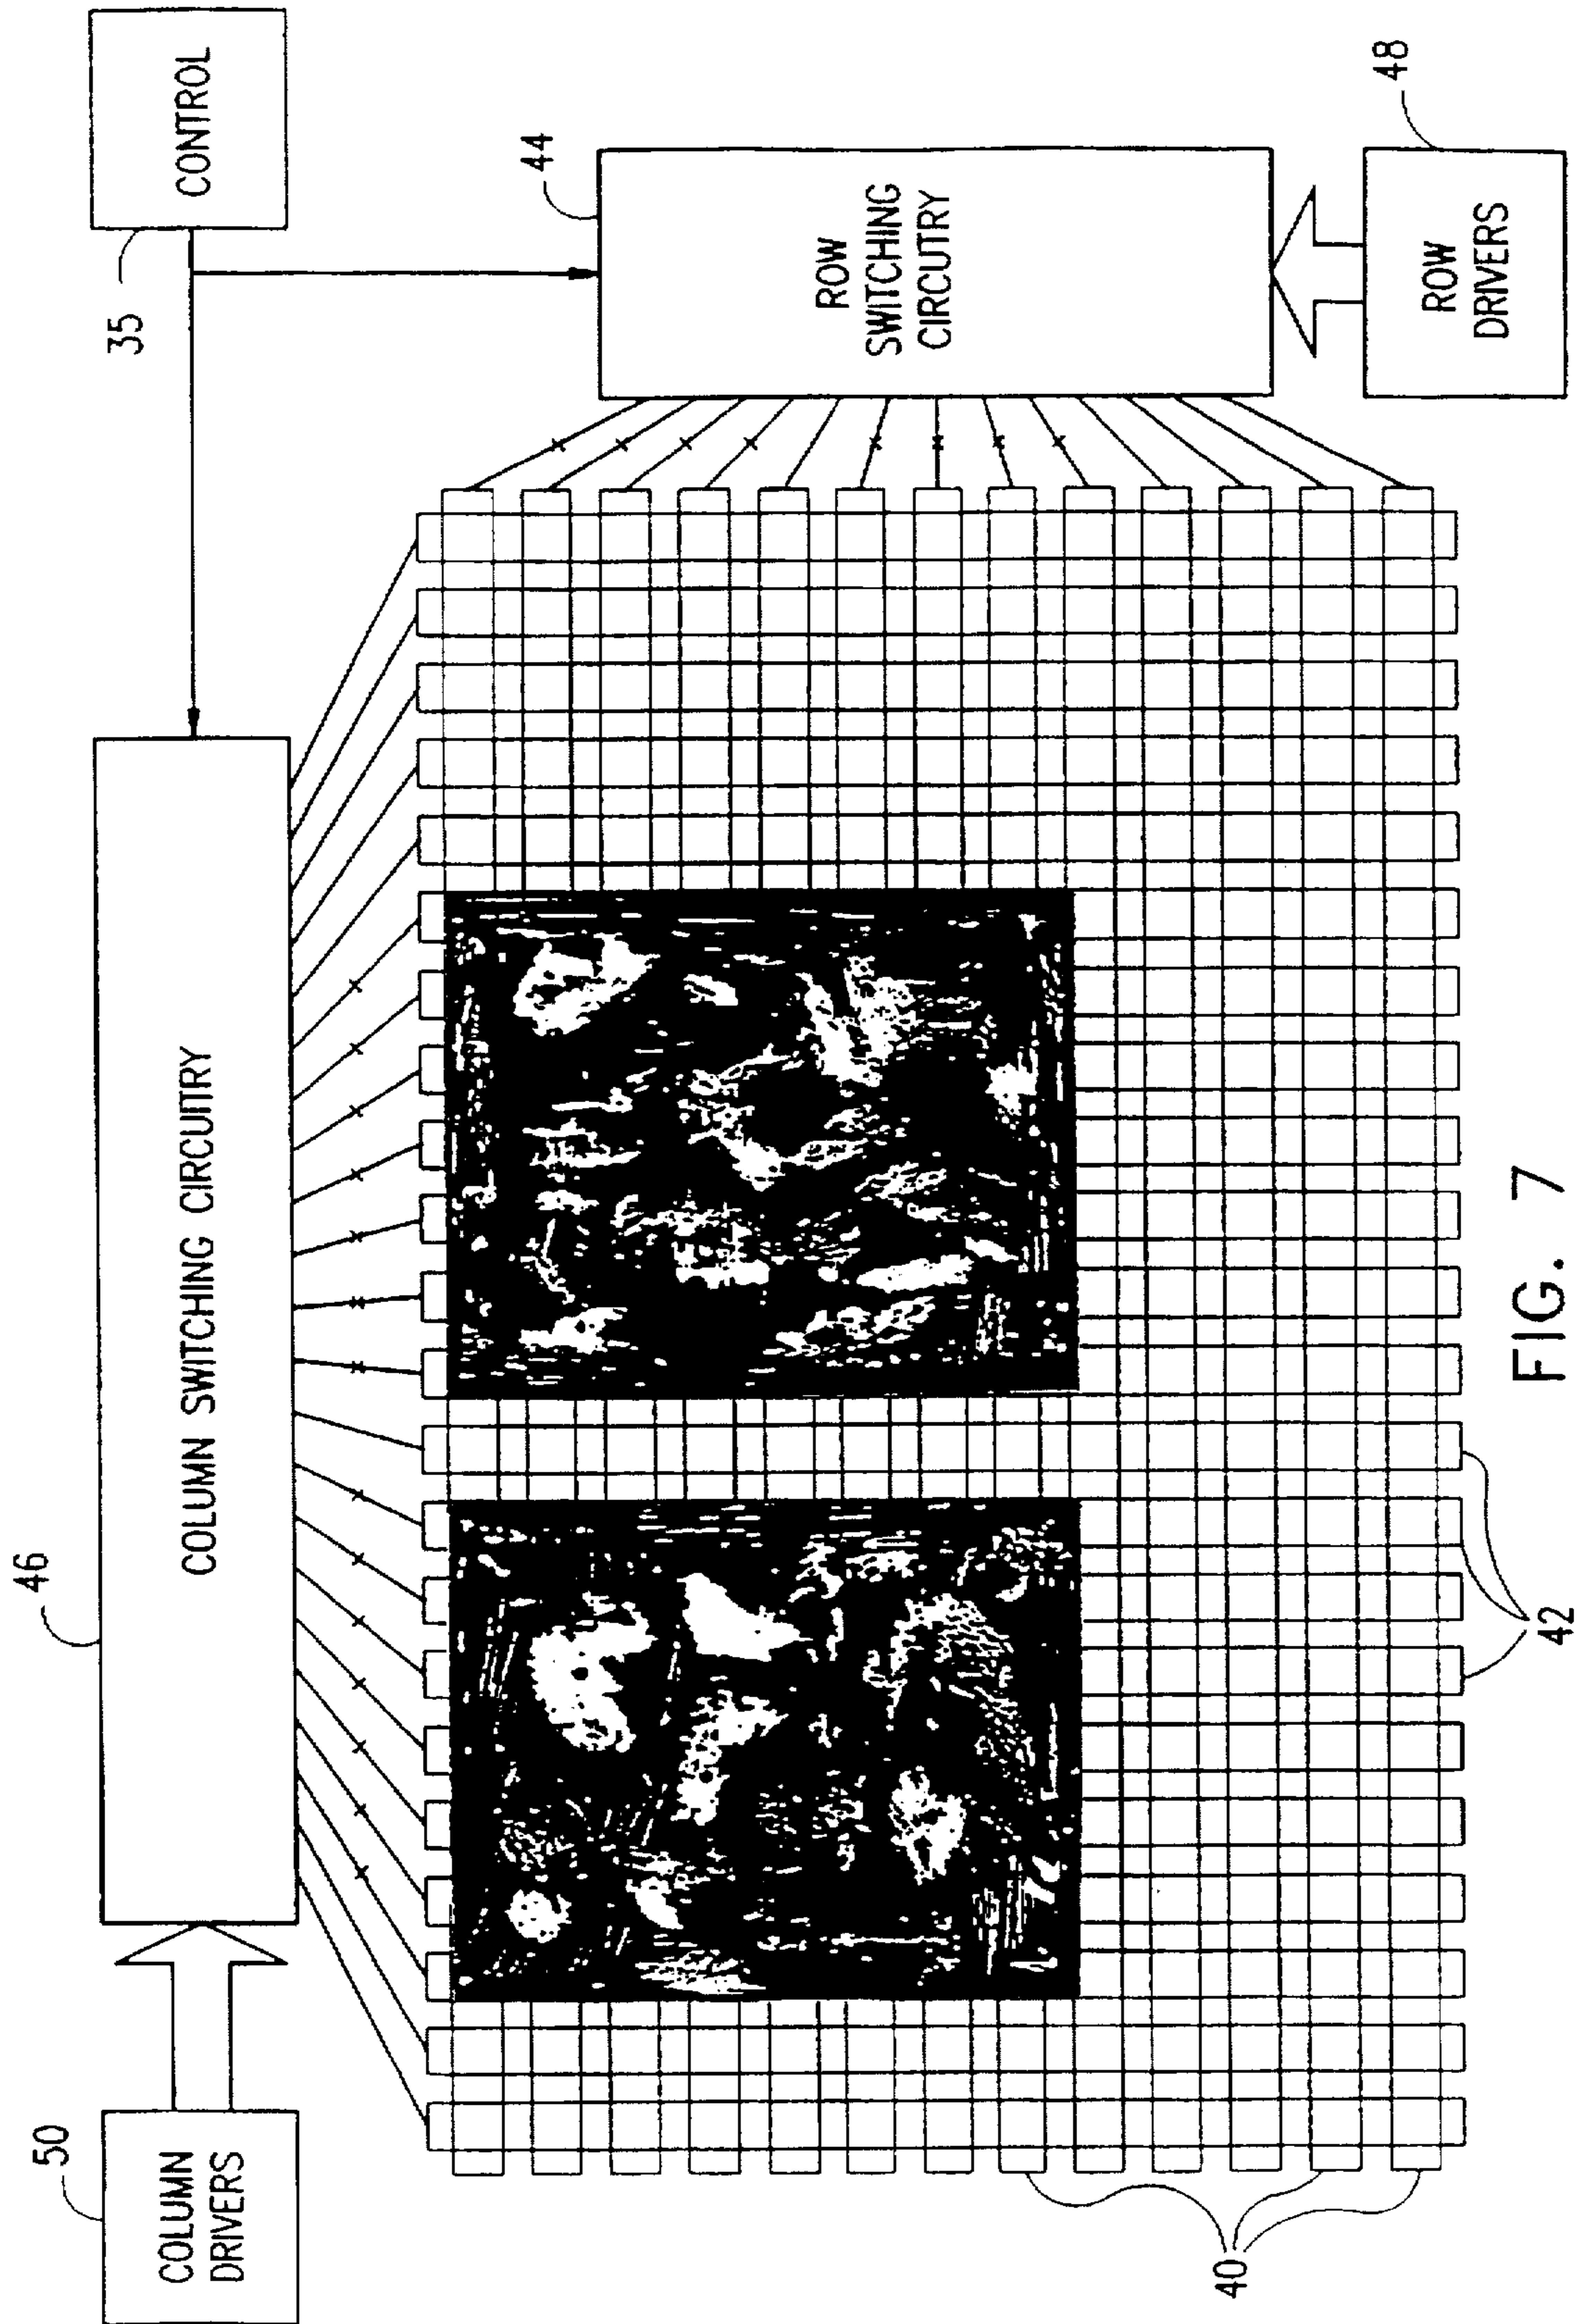 50
COLUMN
DRIVERS
46
COLUMN SWITCHING CIRCUITRY
35
CONTROL
44
ROW
SWITCHING
CIRCUTRY
48
ROW
DRIVERS
40
42
FIG. 7